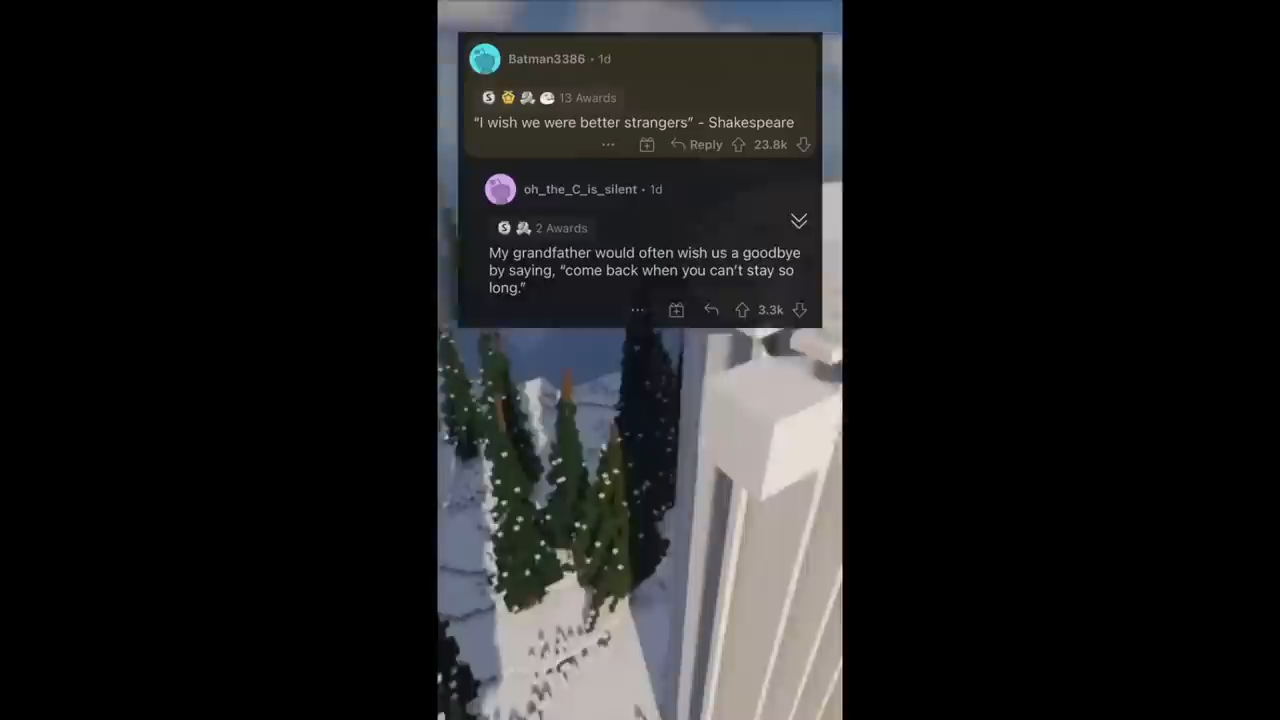 Batman3386 • 1d
13 Awards
“I wish we were better strangers” - Shakespeare
Reply 23.8k
oh_the_C_is_silent • 1d
2 Awards
My grandfather would often wish us a goodbye
by saying, “come back when you can’t stay so
long.”
3.3k